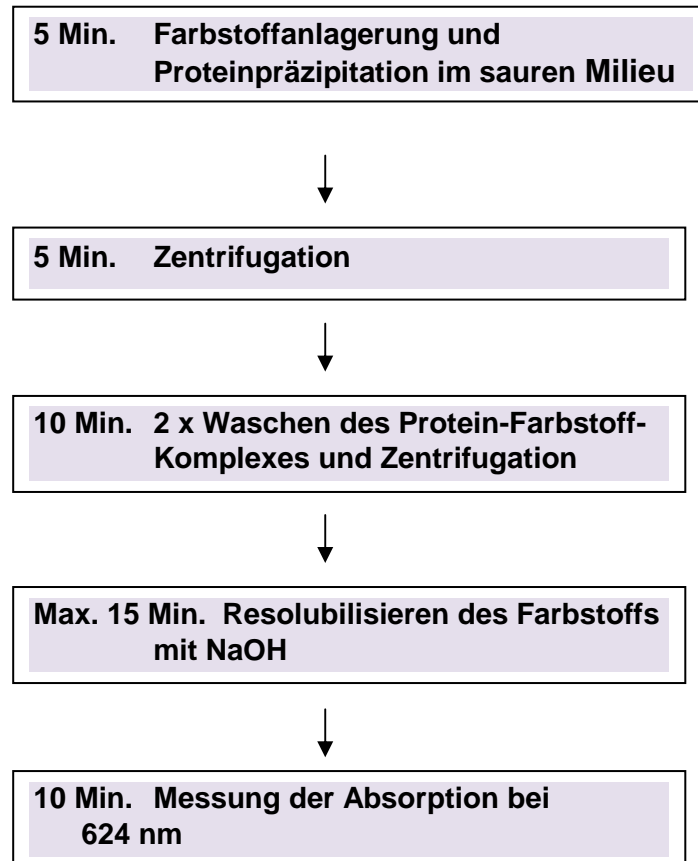 5 Min. Farbstoffanlagerung und
Proteinpräzipitation im sauren Milieu
5 Min. Zentrifugation
10 Min. 2 x Waschen des Protein-Farbstoff-
Komplexes und Zentrifugation
Max. 15 Min. Resolubilisieren des Farbstoffs
mit NaOH
10 Min. Messung der Absorption bei
624 nm